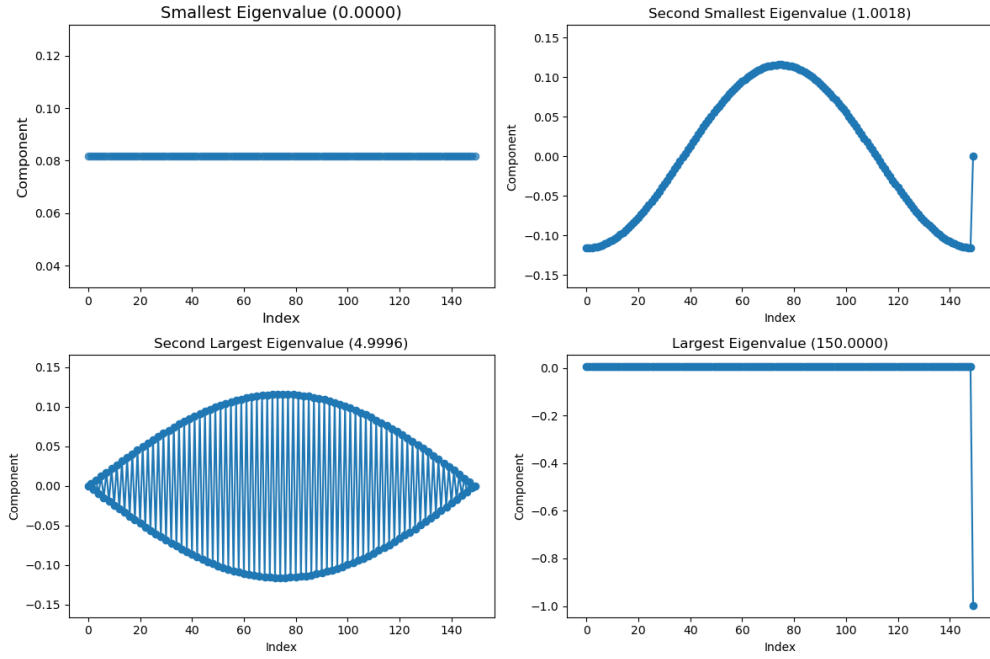 Smallest Eigenvalue (0.0000)
0.12
0.10
0.08
0.06
0.04
Component
0 20 40 60 80 100 120 140
Index
Second Smallest Eigenvalue (1.0018)
0.15
0.10
0.05
0.00
−0.05
−0.10
−0.15
Component
0 20 40 60 80 100 120 140
Index
Second Largest Eigenvalue (4.9996)
0.15
0.10
0.05
0.00
−0.05
−0.10
−0.15
Component
0 20 40 60 80 100 120 140
Index
Largest Eigenvalue (150.0000)
0.0
−0.2
−0.4
−0.6
−0.8
−1.0
Component
0 20 40 60 80 100 120 140
Index